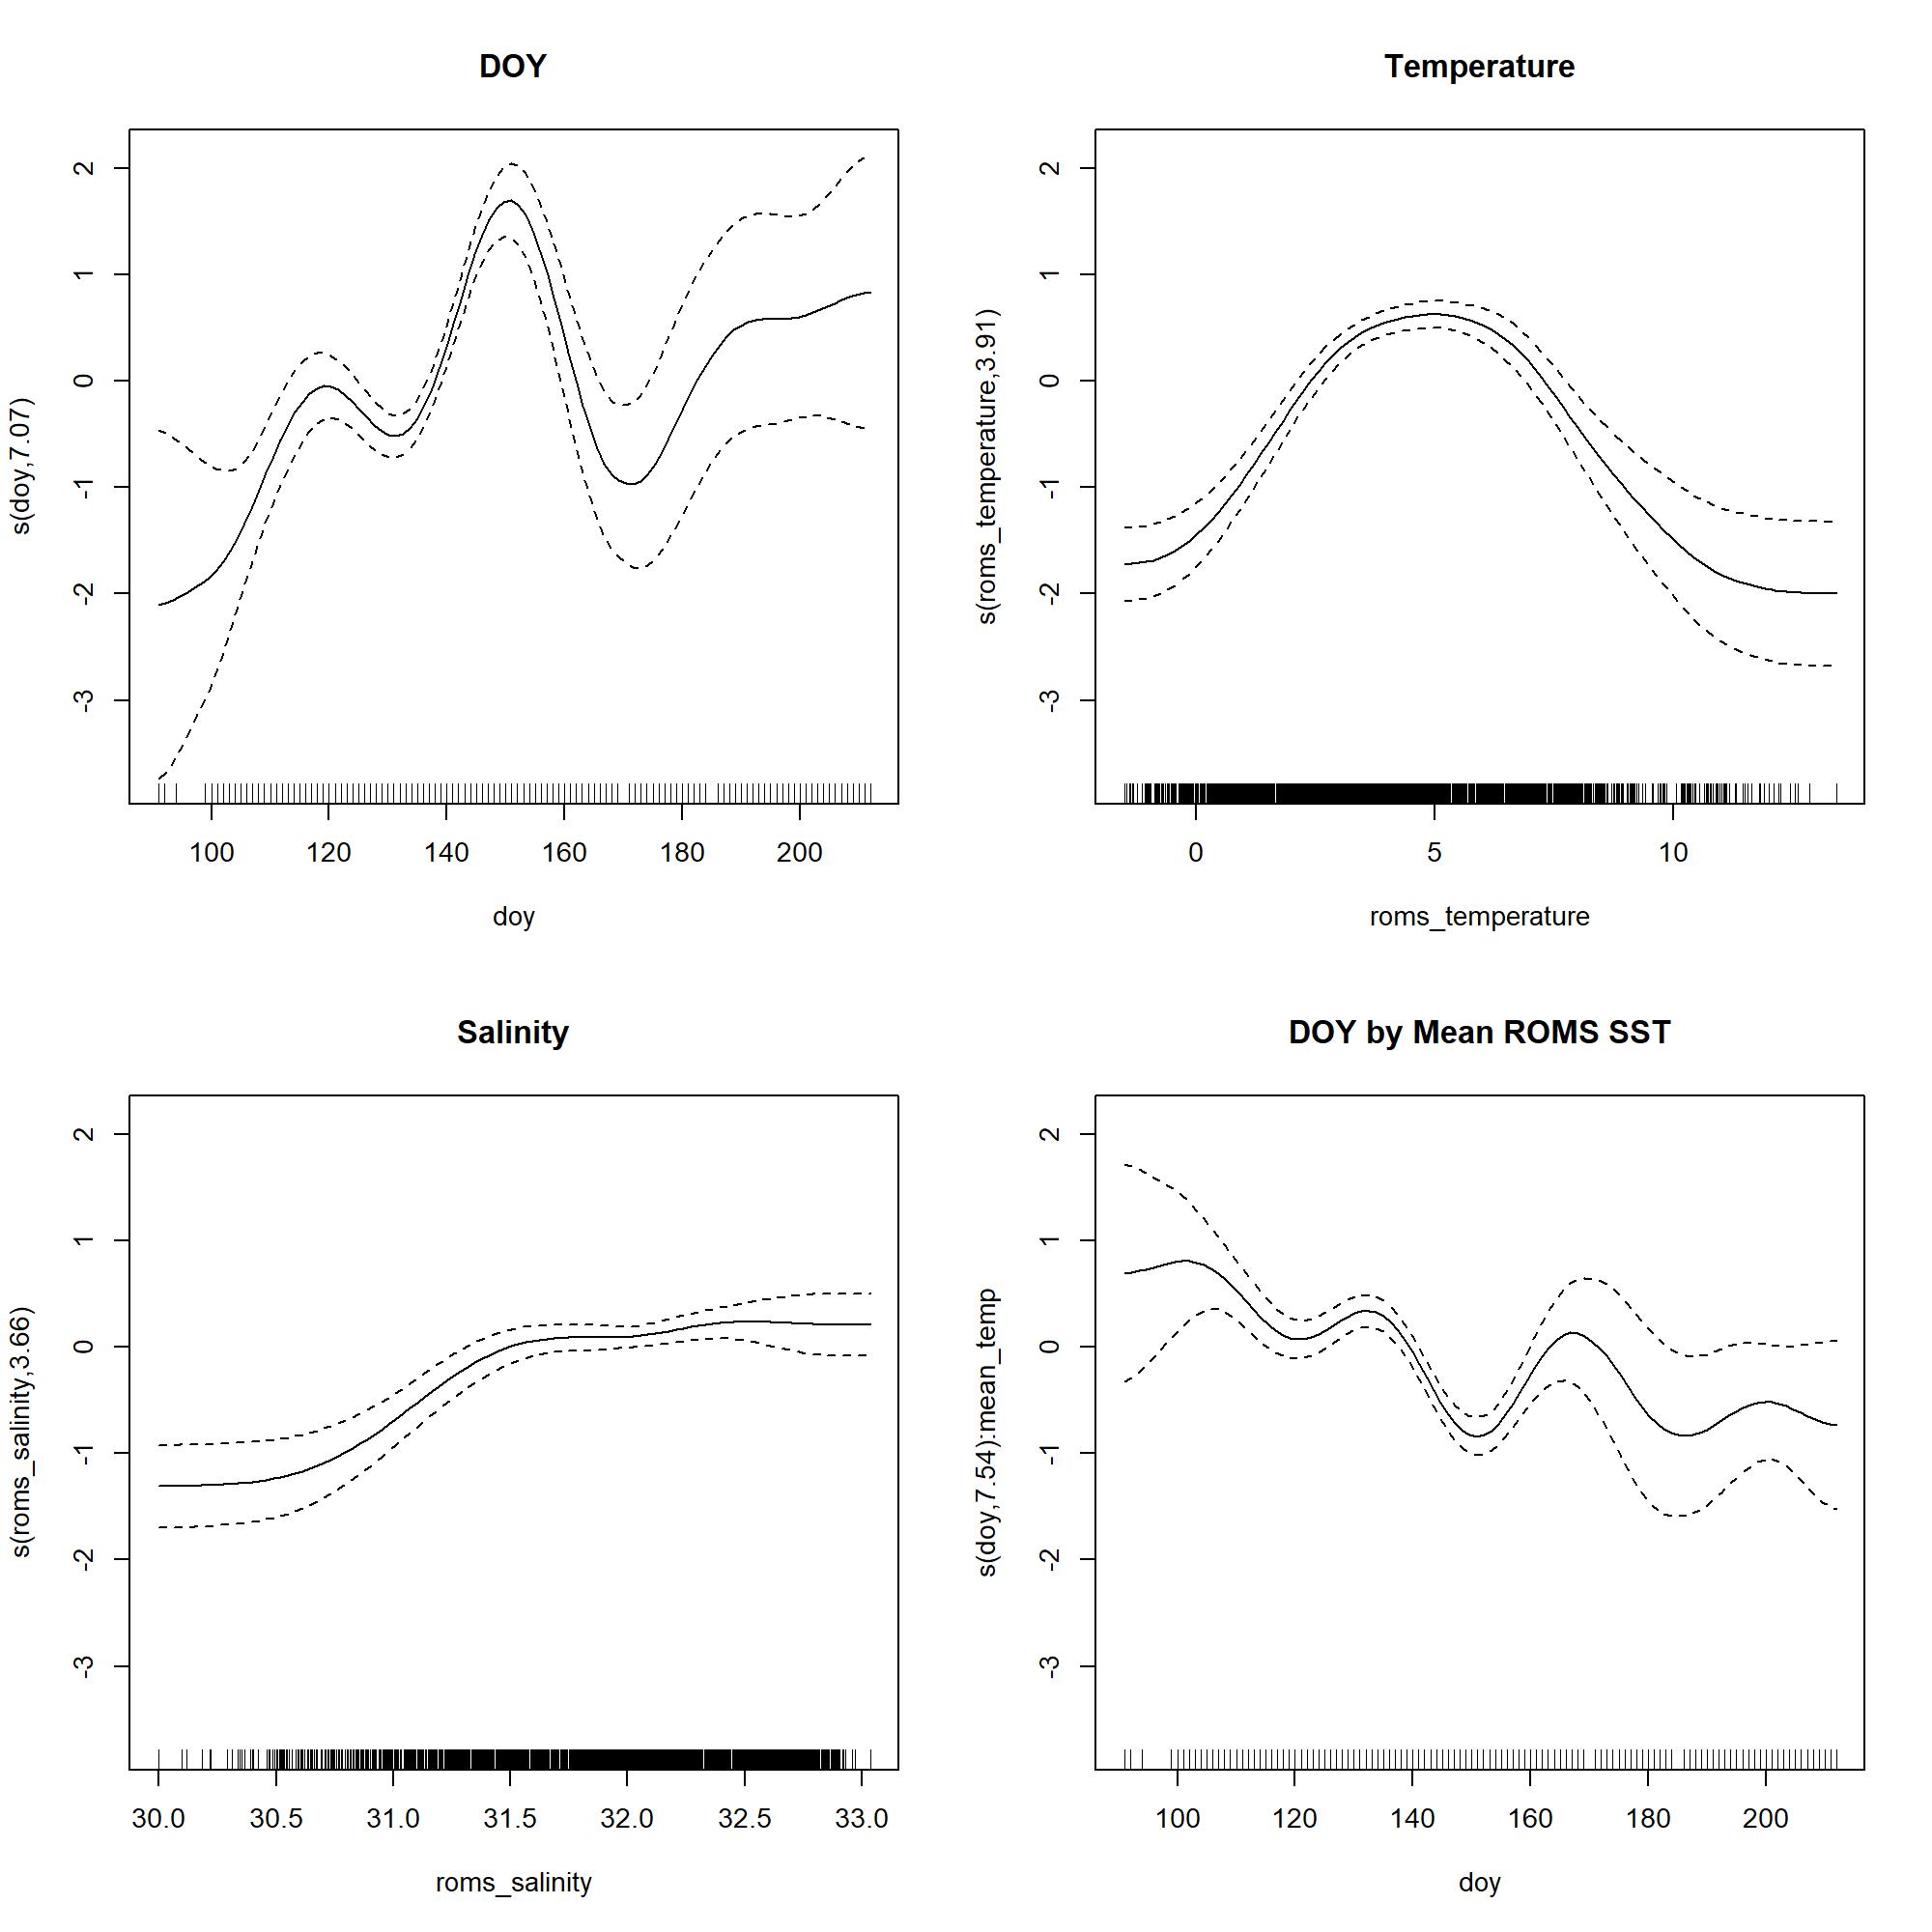 DOY
2
1
0
-1
-2
-3
s(doy,7.07)
100 120 140 160 180 200
doy
Temperature
2
1
0
-1
-2
-3
s(roms_temperature,3.91)
0 5 10
roms_temperature
Salinity
2
1
0
-1
-2
-3
s(roms_salinity,3.66)
30.0 30.5 31.0 31.5 32.0 32.5 33.0
roms_salinity
DOY by Mean ROMS SST
2
1
0
-1
-2
-3
s(doy,7.54):mean_temp
100 120 140 160 180 200
doy